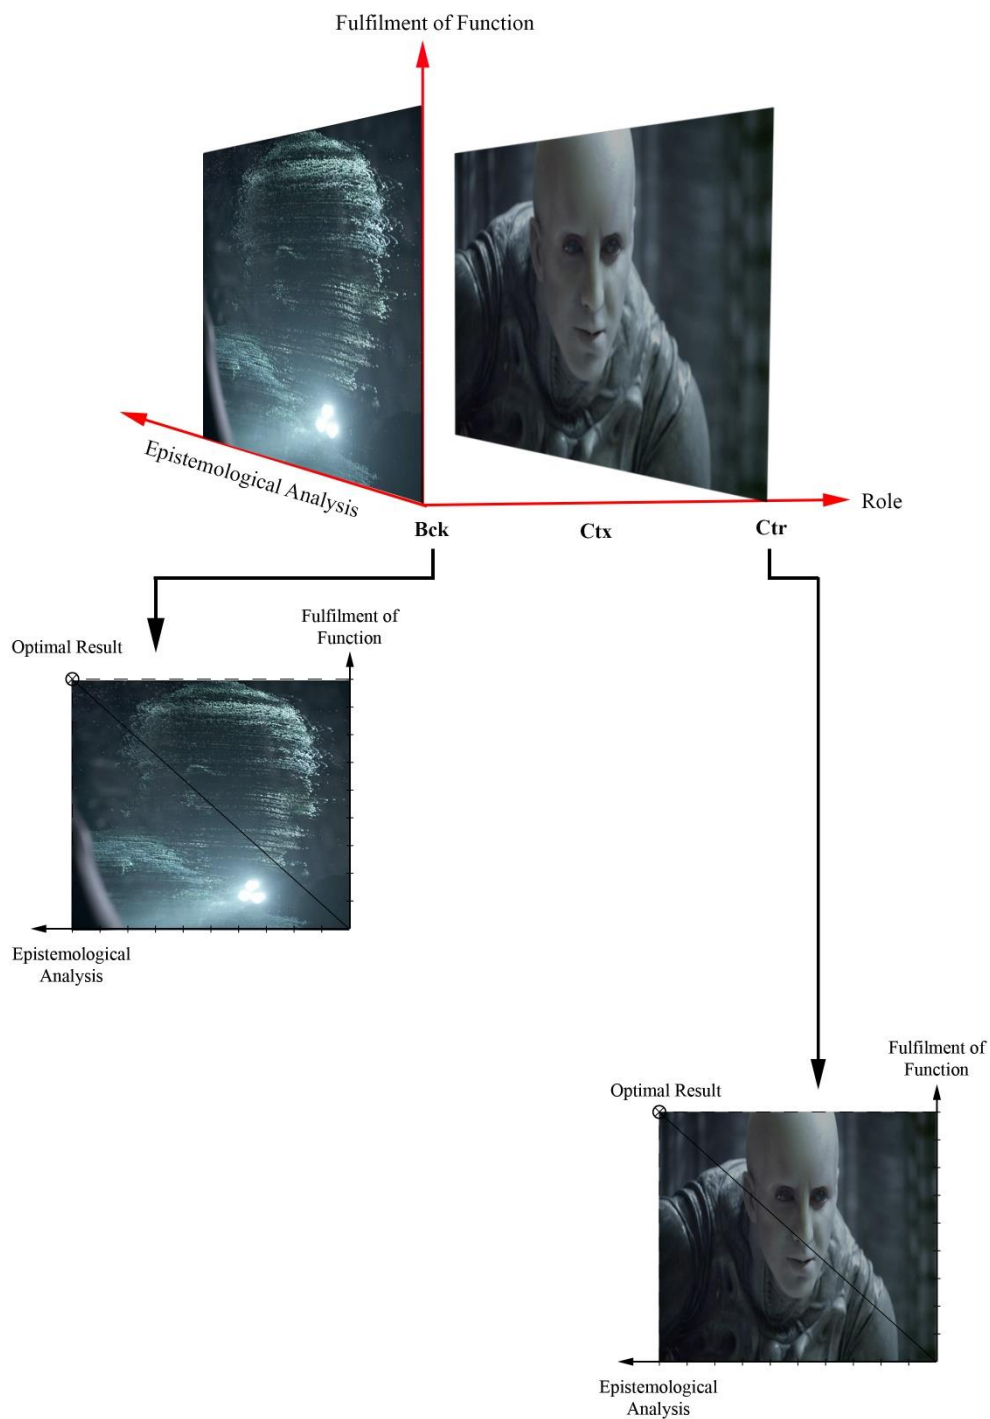 Fulfilment of Function
Epistemological Analysis
Role
Bck
Ctx
Ctr
Fulfilment of
Function
Optimal Result
Epistemological
Analysis
Fulfilment of
Function
Optimal Result
Epistemological
Analysis